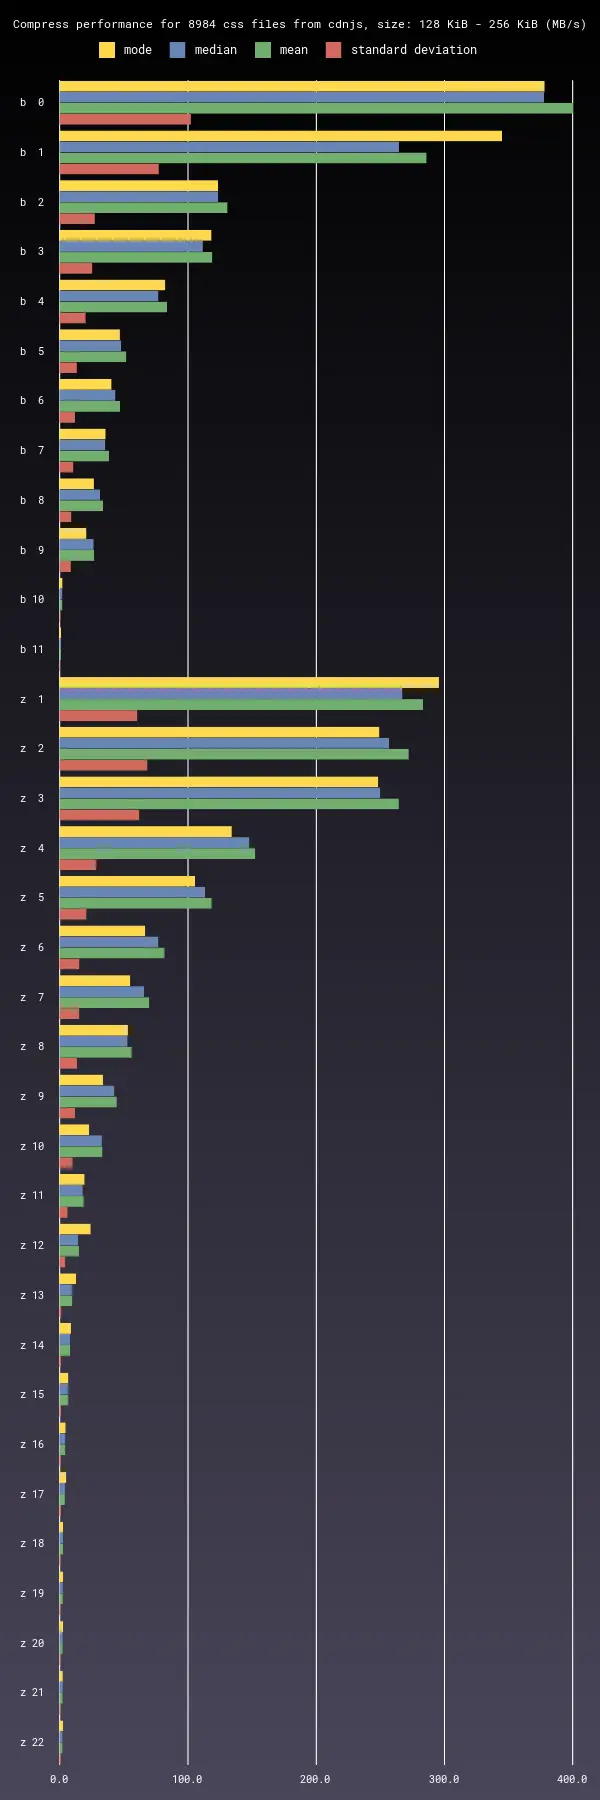 Compress performance for 8984 css files from cdnjs, size: 128 KiB - 256 KiB (MB/s)
mode median mean standard deviation
b 0
b 1
b 2
b 3
b 4
b 5
b 6
b 7
b 8
b 9
b 10
b 11
z 1
z 2
z 3
z 4
z 5
z 6
z 7
z 8
z 9
z 10
z 11
z 12
z 13
z 14
z 15
z 16
z 17
z 18
z 19
z 20
z 21
z 22
0.0 100.0 200.0 300.0 400.0